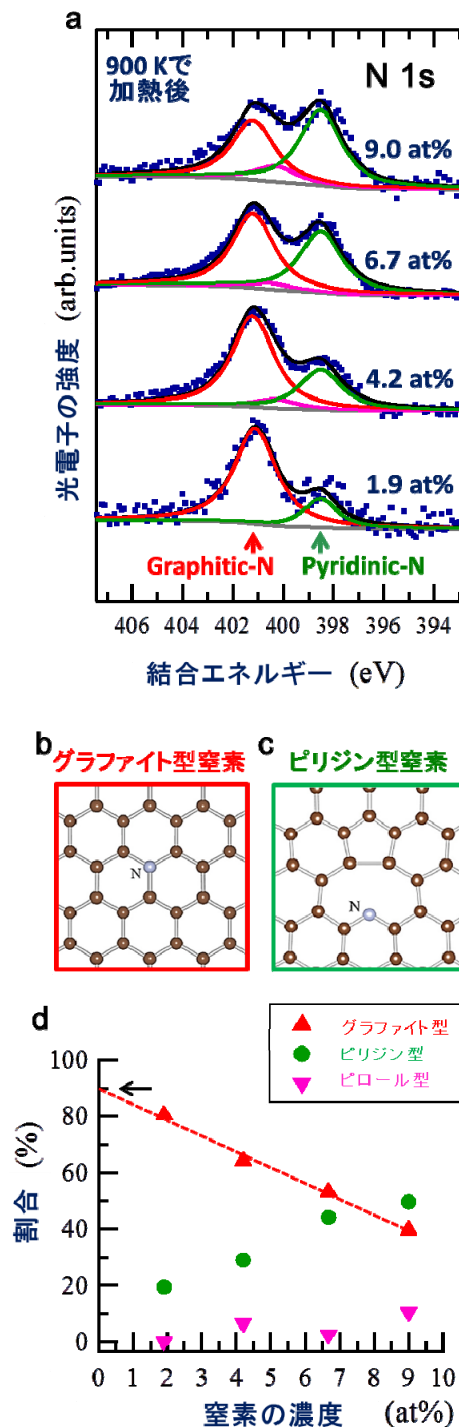 a
900 Kで
加熱後
N 1s
9.0 at%
6.7 at%
4.2 at%
1.9 at%
光電子の強度 (arb.units)
Graphitic-N
Pyridinic-N
406 404 402 400 398 396 394
結合エネルギー (eV)
b
グラファイト型窒素
N
c
ピリジン型窒素
N
d
グラファイト型
ピリジン型
ピロール型
100
80
60
40
20
0
割合 (%)
0 1 2 3 4 5 6 7 8 9 10
窒素の濃度 (at%)